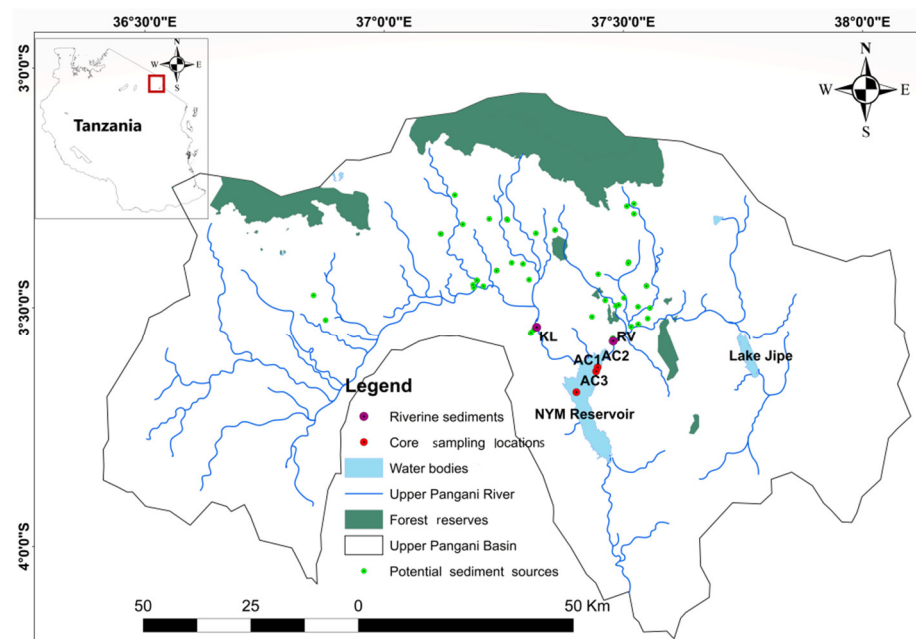 36°30'0"E 37°00'0"E 37°30'0"E 38°00'0"E
3°0'0"S
3°30'0"S
4°0'0"S
N
W E
S
Tanzania
N
W E
S
KL
RV
AC1 AC2
AC3
Lake Jipe
NYM Reservoir
Legend
Riverine sediments
Core sampling locations
Water bodies
Upper Pangani River
Forest reserves
Upper Pangani Basin
Potential sediment sources
50 25 0 50 Km